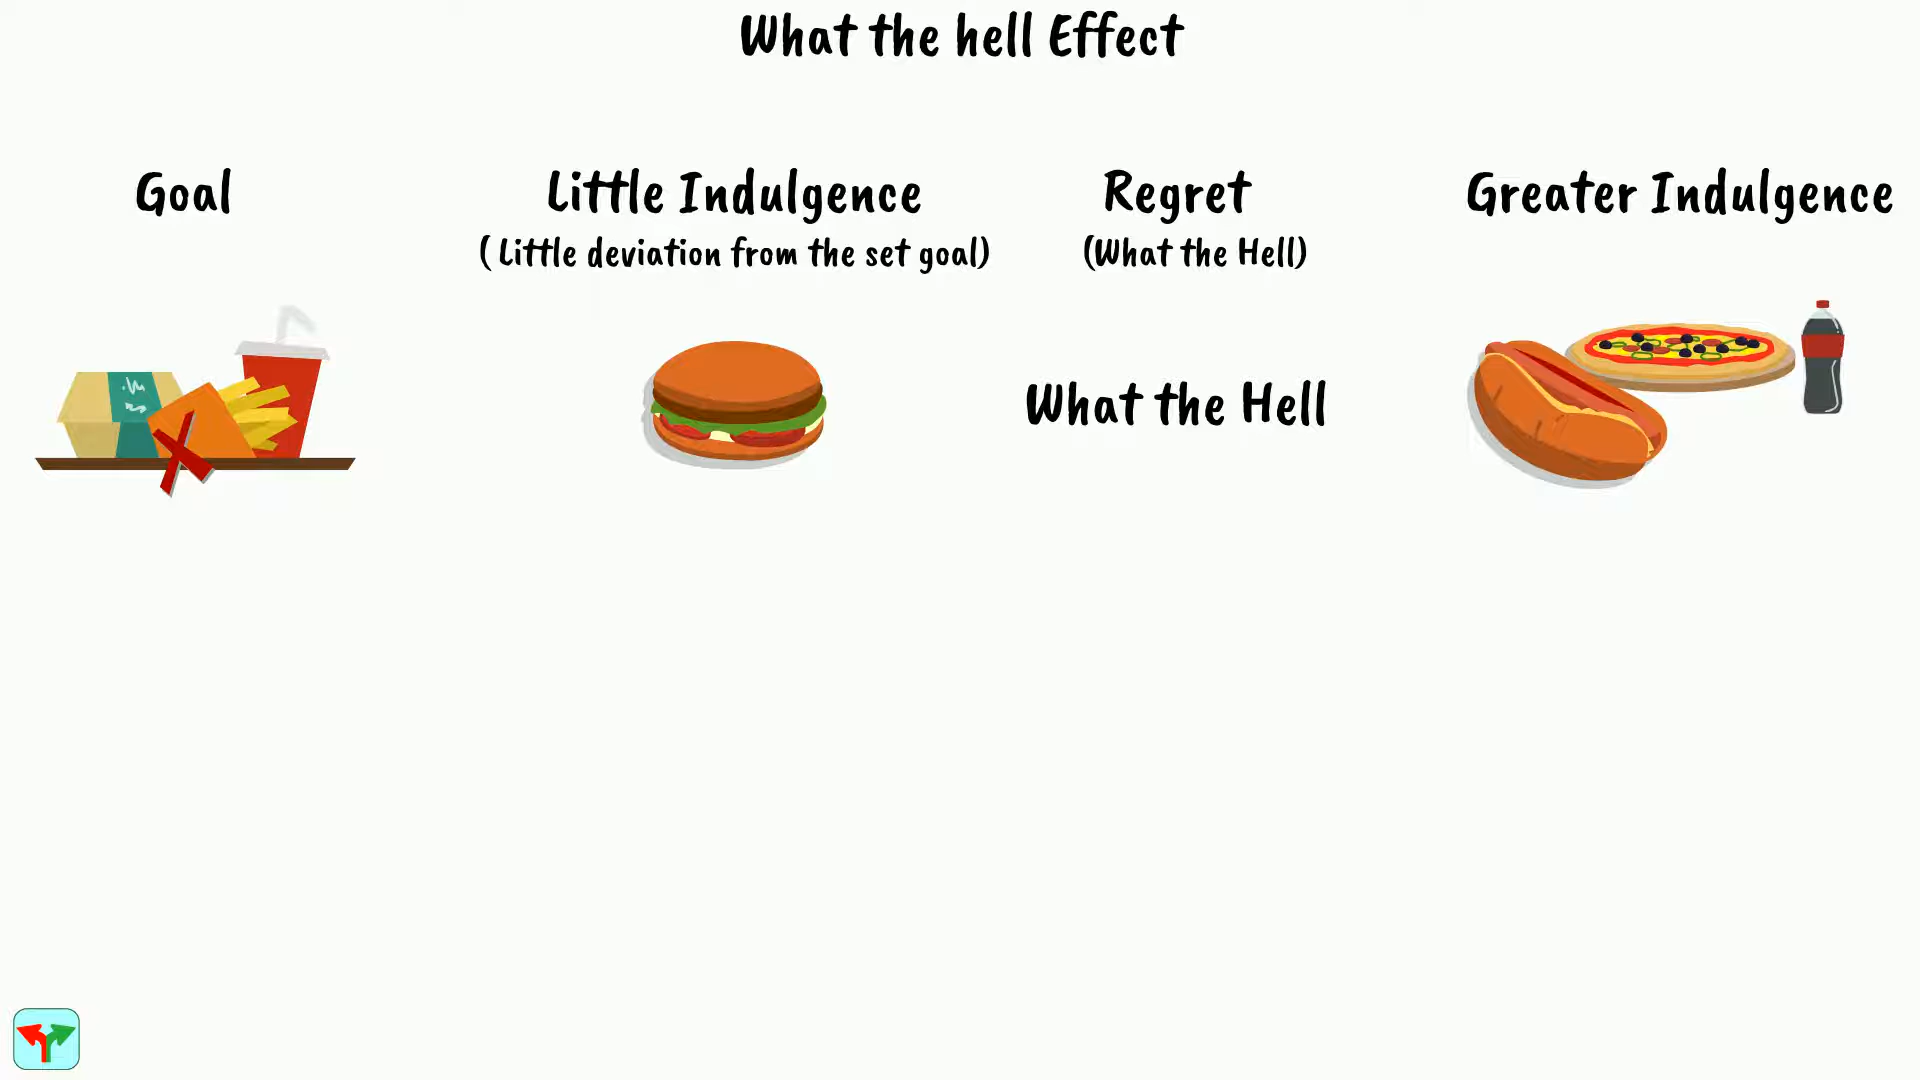 What the hell Effect
Goal
Little Indulgence
( Little deviation from the set goal)
Regret
(What the Hell)
Greater Indulgence
What the Hell